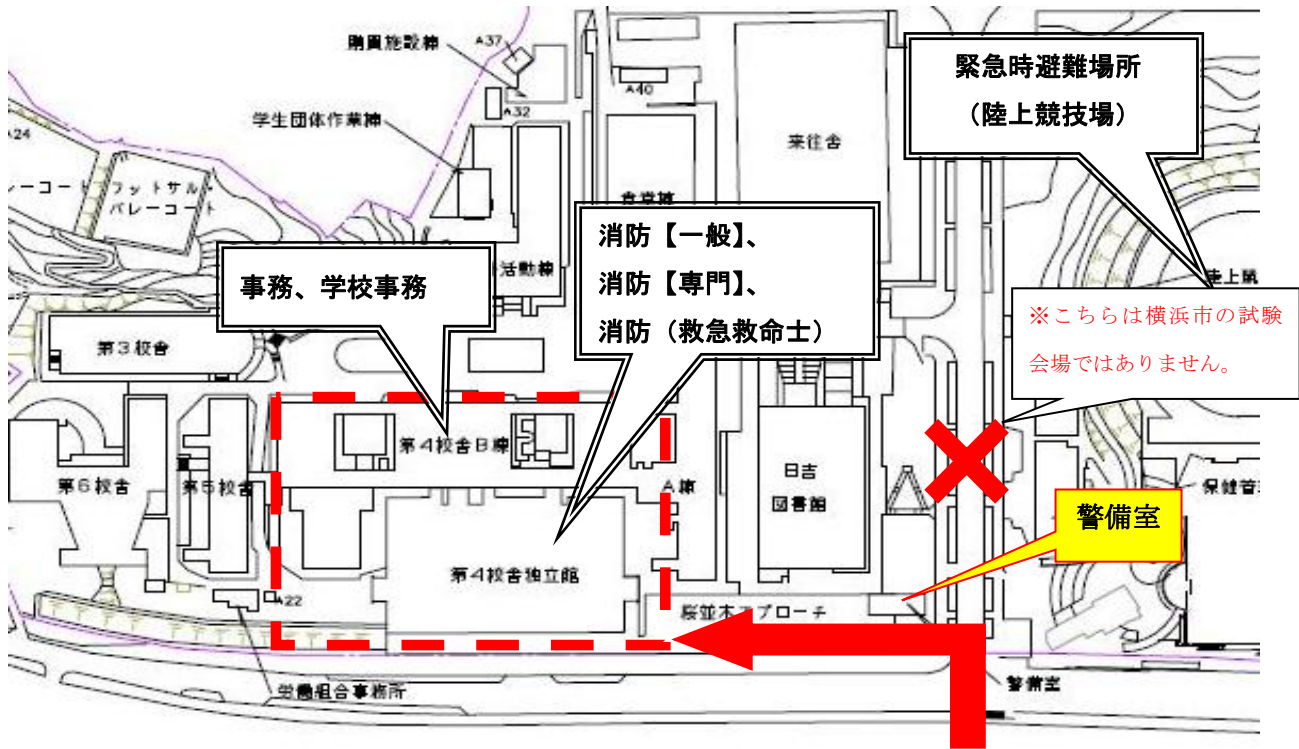 購買施設棟
A37
A32
A40
学生団体作業棟
来往舎
緊急時避難場所
（陸上競技場）
A24
フットサル
バレーコート
食堂棟
消防【一般】、
消防【専門】、
消防（救急救命士）
事務、学校事務
活動棟
陸上競
※こちらは横浜市の試験
会場ではありません。
第3校舎
第4校舎B棟
第6校舎
第5校舎
A棟
日吉
図書館
保健管
警備室
第4校舎独立館
A22
桜並木アプローチ
労働組合事務所
警備室